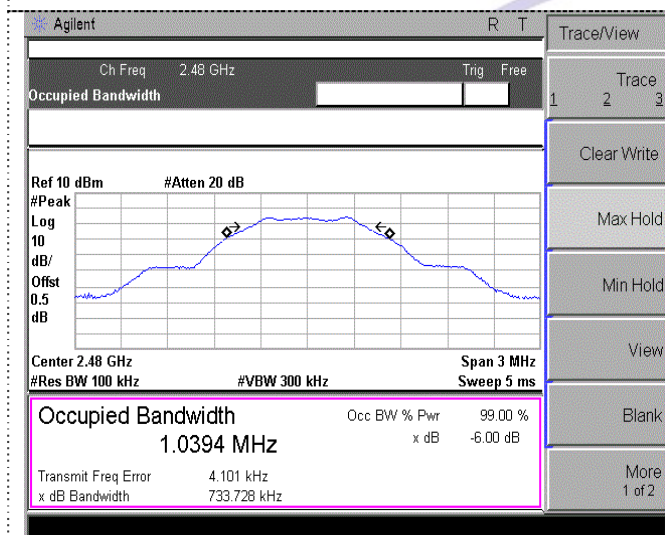 Agilent R T
Trace/View
Ch Freq 2.48 GHz Trig Free
Occupied Bandwidth
Trace
1 2 3
Clear Write
Max Hold
Min Hold
View
Blank
More
1 of 2
Ref 10 dBm #Atten 20 dB
#Peak
Log
10
dB/
Offst
0.5
dB
Center 2.48 GHz Span 3 MHz
#Res BW 100 kHz #VBW 300 kHz Sweep 5 ms
Occupied Bandwidth Occ BW % Pwr 99.00 %
1.0394 MHz x dB -6.00 dB
Transmit Freq Error 4.101 kHz
x dB Bandwidth 733.728 kHz